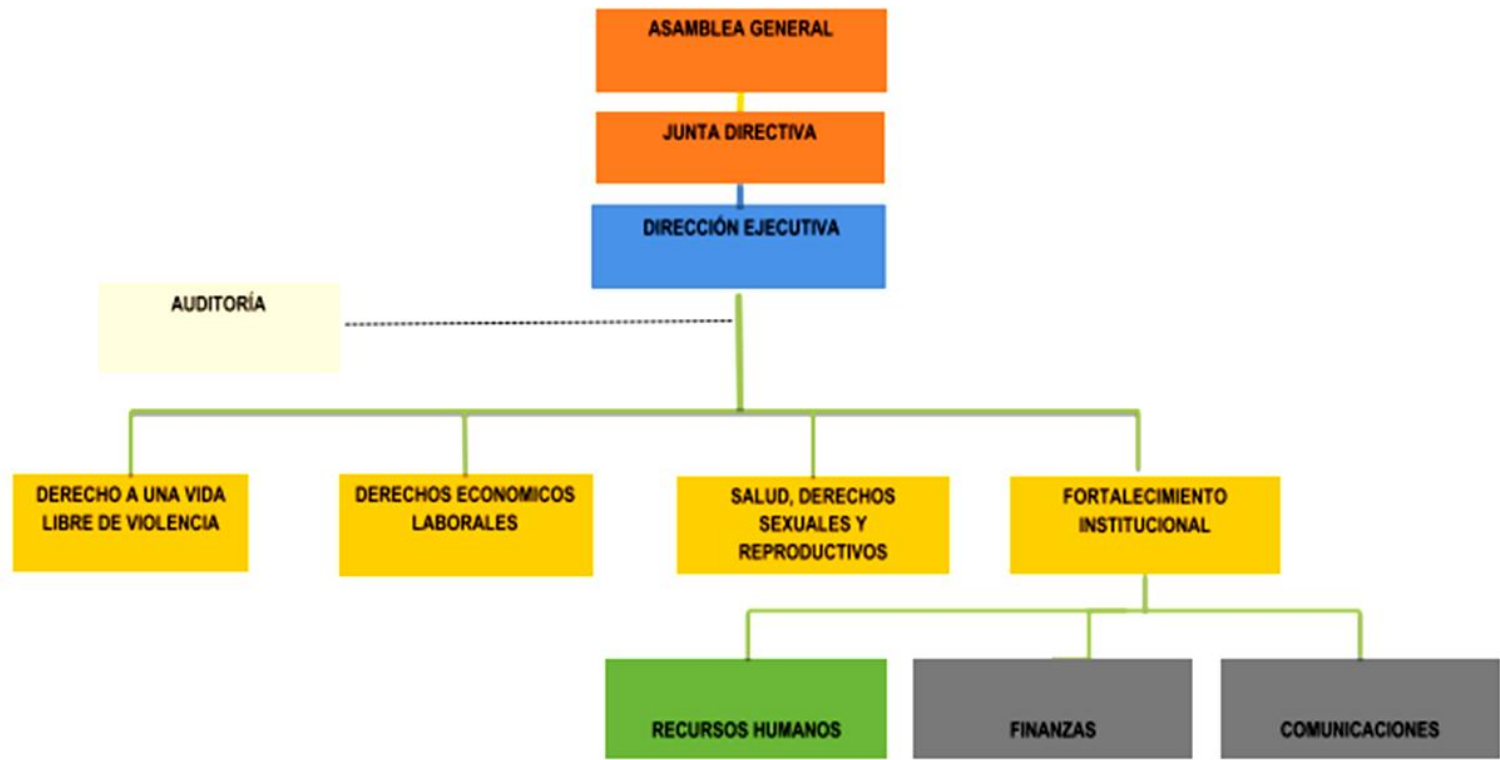 ASAMBLEA GENERAL
JUNTA DIRECTIVA
DIRECCIÓN EJECUTIVA
AUDITORÍA
DERECHO A UNA VIDA
LIBRE DE VIOLENCIA
DERECHOS ECONOMICOS
LABORALES
SALUD, DERECHOS
SEXUALES Y
REPRODUCTIVOS
FORTALECIMIENTO
INSTITUCIONAL
RECURSOS HUMANOS
FINANZAS
COMUNICACIONES